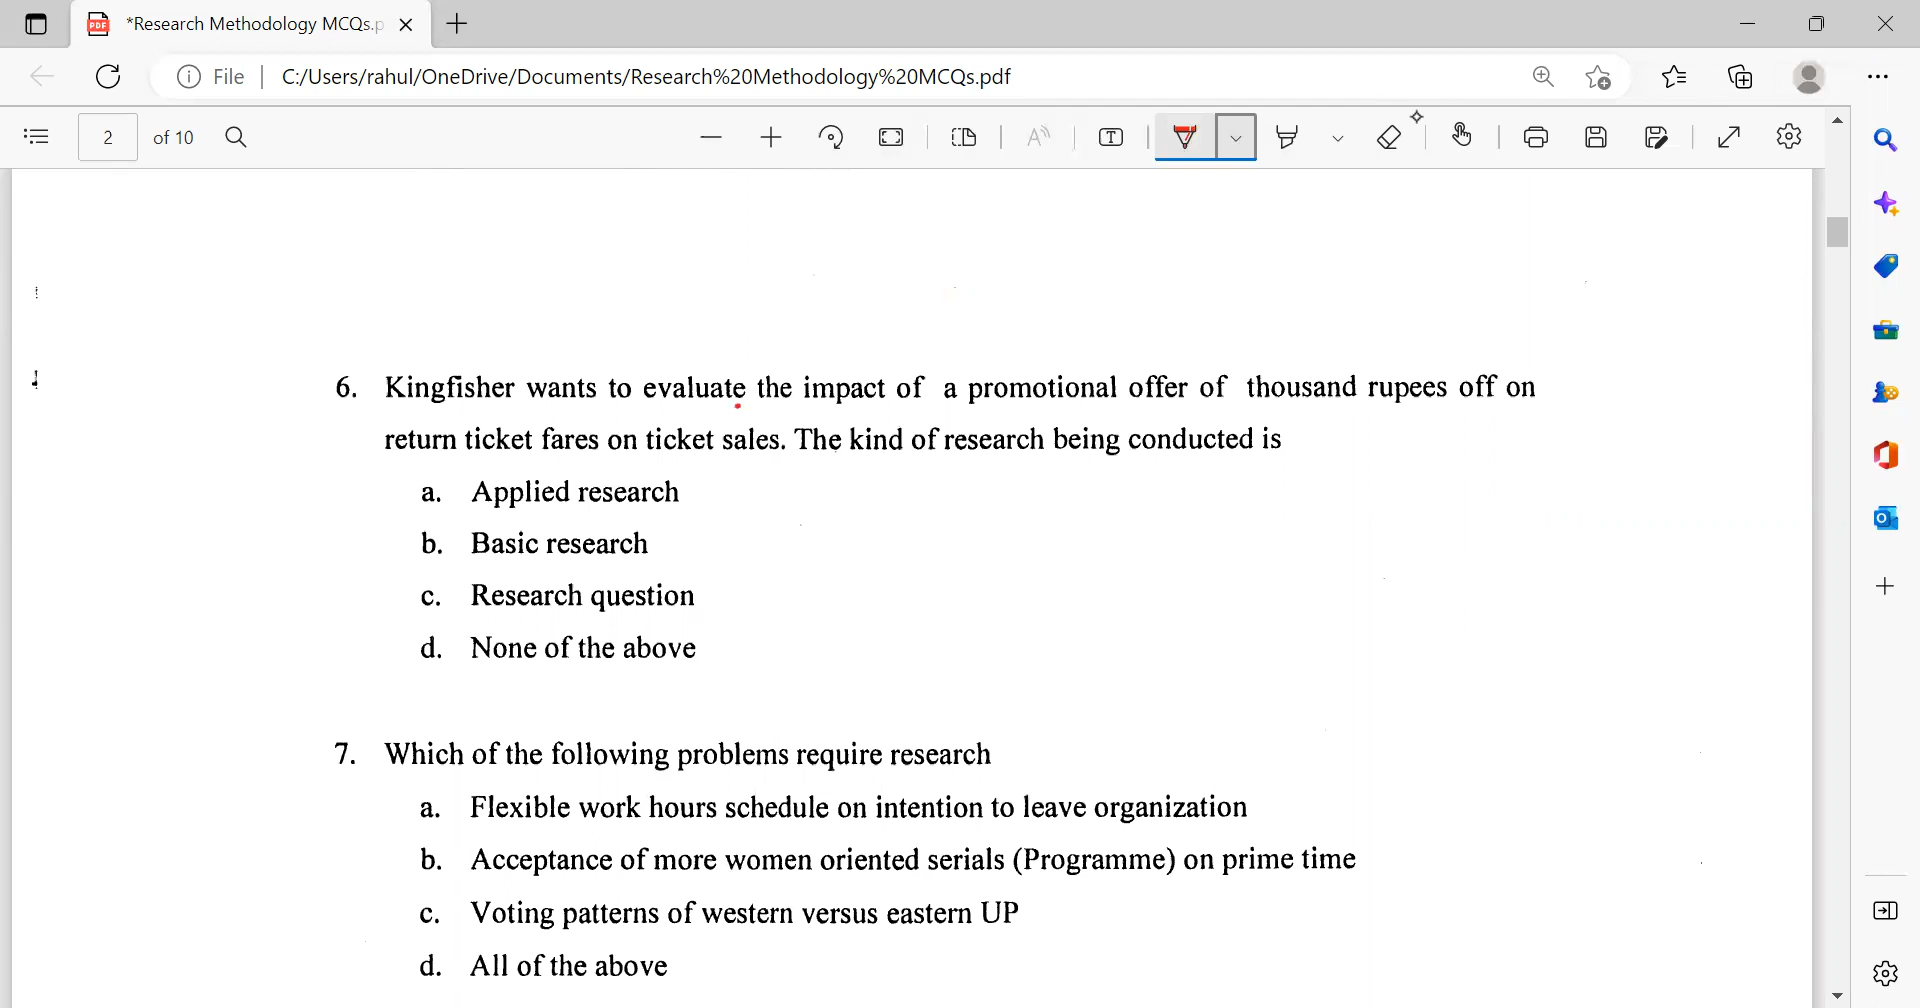 *Research Methodology MCQs.p
File
C:/Users/rahul/OneDrive/Documents/Research%20Methodology%20MCQs.pdf
2 of 10
6. Kingfisher wants to evaluate the impact of a promotional offer of thousand rupees off on
return ticket fares on ticket sales. The kind of research being conducted is
a. Applied research
b. Basic research
c. Research question
d. None of the above
7. Which of the following problems require research
a. Flexible work hours schedule on intention to leave organization
b. Acceptance of more women oriented serials (Programme) on prime time
c. Voting patterns of western versus eastern UP
d. All of the above